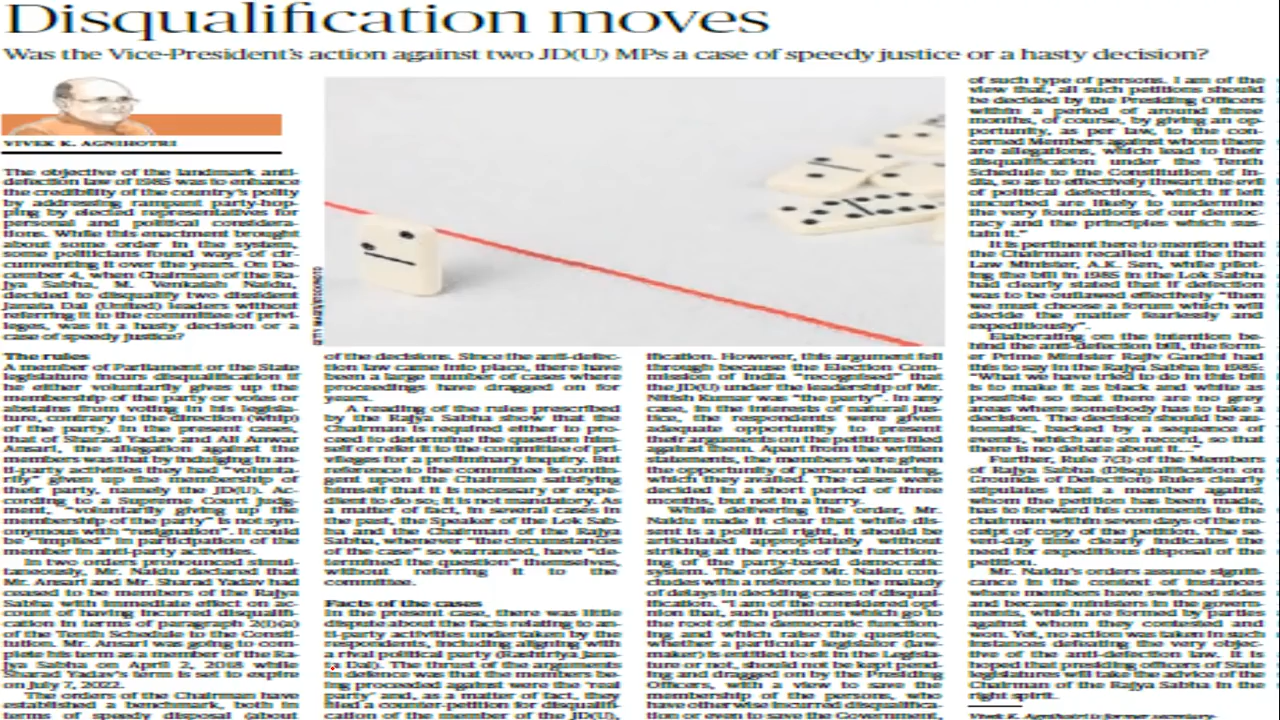 Disqualification moves
Was the Vice-President's action against two JD(U) MPs a case of speedy justice or a hasty decision?
VIVEK K. AGNIHOTRI
The objective of the landmark anti-
defection law of 1985 was to enhance
the credibility of the country's polity
by addressing rampant party-hop-
ping by elected representatives for
personal and political considera-
tions. While this enactment brought
about some order in the system,
some politicians found ways of cir-
cumventing it over the years. On De-
cember 4, when Chairman of the Ra-
jya Sabha, M. Venkaiah Naidu,
decided to disqualify two dissident
Janata Dal (United) leaders without
referring it to the committee of privi-
leges, was it a hasty decision or a
case of speedy justice?
The rules
A member of Parliament or the State
legislature incurs disqualification if
he either voluntarily gives up the
membership of the party or votes or
abstains from voting in his legisla-
ture, contrary to the direction (whip)
of the party. In the present cases,
that of Sharad Yadav and Ali Anwar
Ansari, the allegation against the
members was that by indulging in an-
ti-party activities they had "volunta-
rily" given up the membership of
their party, namely the JD(U). Ac-
cording a Supreme Court judg-
ment, "voluntarily giving up the
membership of the party" is not syn-
onymous with "resignation". It could
be "implied" in participation of the
member in anti-party activities.
In two orders pronounced simul-
taneously, Mr. Naidu declared that
Mr. Ansari and Mr. Sharad Yadav had
ceased to be members of the Rajya
Sabha with immediate effect on ac-
count of having incurred disqualifi-
cation in terms of paragraph 2(1)(a)
of the Tenth Schedule to the Consti-
tution. Mr. Ansari was going to com-
plete his term as a member of the Ra-
jya Sabha on April 2, 2018 while
Sharad Yadav's term is set to expire
on July 7, 2022.
The orders of the Chairman have
established a benchmark, both in
terms of speedy disposal (about
GETTY IMAGES/ISTOCKPHOTO
of the decisions. Since the anti-defec-
tion law came into place, there have
been a large number of cases where
proceedings have dragged on for
years.
A reading of the rules prescribed
by the Rajya Sabha show that the
Chairman is required either to pro-
ceed to determine the question him-
self or refer it to the committee of pri-
vileges for a preliminary inquiry. But
reference to the committee is contin-
gent upon the Chairman satisfying
himself that it is necessary or expe-
dient to do so; it is not mandatory. As
a matter of fact, in several cases in
the past, the Speaker of the Lok Sab-
ha and the Chairman of the Rajya
Sabha, whenever "the circumstances
of the case" so warranted, have "de-
termined the question" themselves,
without referring it to the
committee.
Facts of the cases
In the present case, there was little
dispute about the facts relating to an-
ti-party activities undertaken by the
respondents, including aligning with
a rival political party (Rashtriya Jana-
a Dal). The thrust of the arguments
in defence was that the members be-
ing proceeded against were the 'real
party' and, as a matter of fact, they
filed a counter-petition for disqualifi-
cation of the member of the JD(U),
fication. However, this argument fell
through because the Election Com-
mission of India "recognised" that
the JD(U) under the leadership of Mr.
Nitish Kumar was "the party". In any
case, in the interests of natural jus-
tice, the respondents were given
adequate opportunity to present
their arguments on the petitions filed
against them. Apart from the written
statements, the members were given
the opportunity of personal hearing,
which they availed. The cases were
decided in a short period of three
months, but not in a hurry.
While delivering the order, Mr.
Naidu made it clear that while dis-
sent is a political right, it should be
articulated appropriately without
striking at the roots of the function-
ing of the party-based democratic
system. The order of Mr. Naidu con-
cludes with a reference to the malady
of delays in deciding cases of disqual-
ification. "I am of the considered opi-
nion that, such petitions which go to
the root of the democratic function-
ing and which raise the question,
whether a particular legislator (law-
maker) is entitled to sit in the Legisla-
ture or not, should not be kept pend-
ing and dragged on by the Presiding
Officers, with a view to save the
membership of the persons, who
have otherwise incurred disqualifica-
tion or even to save the Government,
of such type of persons. I am of the
view that, all such petitions should
be decided by the Presiding Officers
within a period of around three
months, of course, by giving an op-
portunity, as per law, to the con-
cerned Members against whom there
are allegations, which lead to their
disqualification under the Tenth
Schedule to the Constitution of In-
dia, so as to effectively thwart the evil
of political defections, which if left
uncurbed are likely to undermine
the very foundations of our democ-
racy and the principles which sus-
tain it."
It is pertinent here to mention that
the Chairman recalled that the then
Law Minister, A.K. Sen, while pilot-
ing the bill in 1985 in the Lok Sabha
had clearly stated that if defection
was to be outlawed effectively "then
we must choose a forum which will
decide the matter fearlessly and
expeditiously".
Elaborating on the intention be-
hind the anti-defection bill, the form-
er Prime Minister Rajiv Gandhi had
this to say in the Rajya Sabha in 1985:
"What we have tried to do in this bill
is to make it as black and white as
possible so that there are no grey
areas where somebody has to take a
decision. The decision should be au-
tomatic, backed by a sequence of
events, which are on record, so that
there is no debate about it...."
Further, Rule 7(3) of the Members
of Rajya Sabha (Disqualification on
Grounds of Defection) Rules clearly
stipulates that a member against
whom the petition has been made,
has to forward his comments to the
chairman within seven days of the re-
ceipt of copy of the petition. The se-
ven-day time clearly indicates the
need for expeditious disposal of the
petition.
Mr. Naidu's orders assume signifi-
cance in the context of instances
where members have switched sides
and became ministers in the govern-
ments, which are formed by parties
against whom they contested and
won. Yet, no action was taken in such
instances defeating the very objec-
tive of the anti-defection law. It is
hoped that presiding officers of State
legislatures will take the advice of the
Chairman of the Rajya Sabha in the
right spirit.
Vivek K. Agnihotri is former secretary-